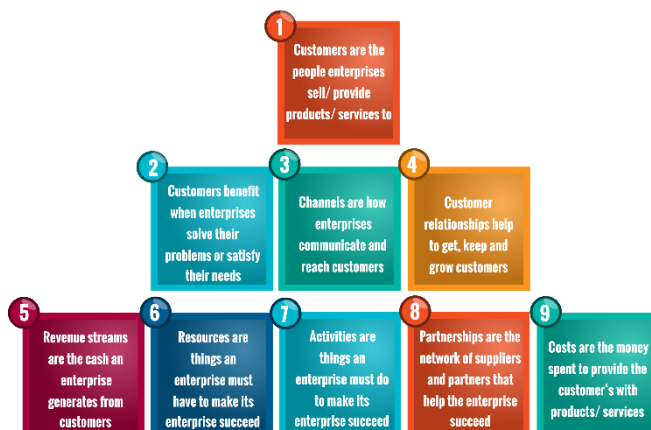 1
Customers are the
people enterprises
sell/ provide
products/ services to
2
Customers benefit
when enterprises
solve their
problems or satisfy
their needs
3
Channels are how
enterprises
communicate and
reach customers
4
Customer
relationships help
to get, keep and
grow customers
5
Revenue streams
are the cash an
enterprise
generates from
customers
6
Resources are
things an
enterprise must
have to make its
enterprise succeed
7
Activities are
things an
enterprise must do
to make its
enterprise succeed
8
Partnerships are the
network of suppliers
and partners that
help the enterprise
succeed
9
Costs are the money
spent to provide the
customer's with
products/ services